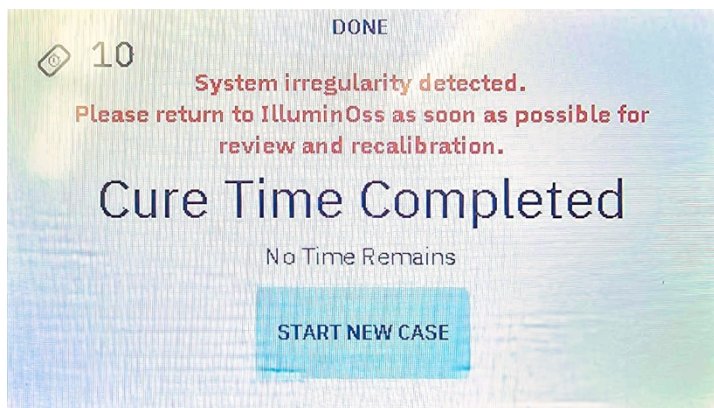 DONE
10
System irregularity detected.
Please return to IlluminOss as soon as possible for
review and recalibration.
Cure Time Completed
No Time Remains
START NEW CASE